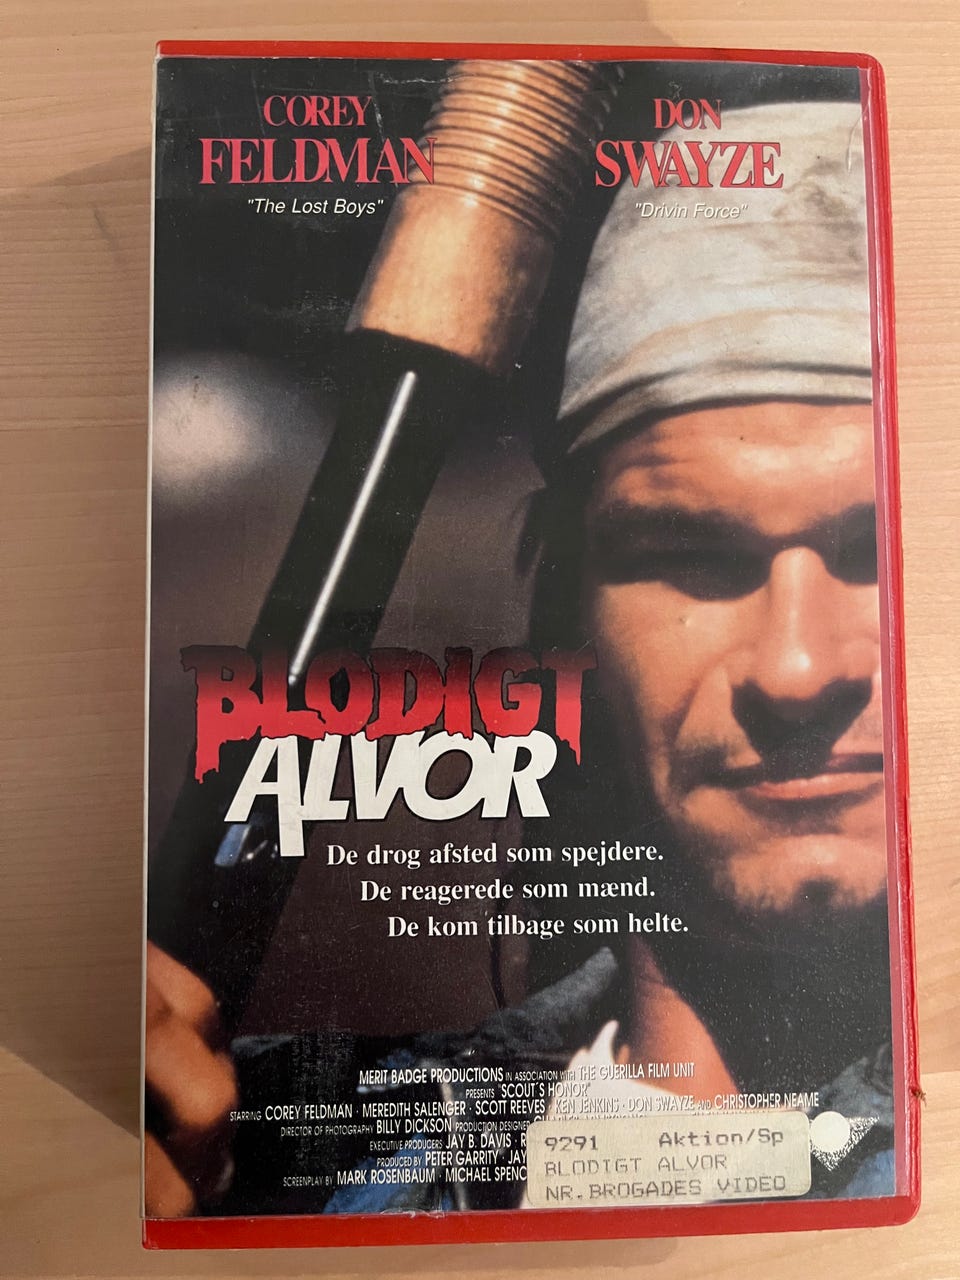 COREY
FELDMAN
"The Lost Boys"
DON
SWAYZE
"Drivin Force"
BLODIGT
ALVOR
De drog afsted som spejdere.
De reagerede som mænd.
De kom tilbage som helte.
MERIT BADGE PRODUCTIONS IN ASSOCIATION WITH THE GUERILLA FILM UNIT
PRESENTS "SCOUT'S HONOR"
STARRING COREY FELDMAN · MEREDITH SALENGER · SCOTT REEVES · KEN JENKINS · DON SWAYZE AND CHRISTOPHER NEAME
DIRECTOR OF PHOTOGRAPHY BILLY DICKSON PRODUCTION DESIGNER
EXECUTIVE PRODUCERS JAY B. DAVIS ·
PRODUCED BY PETER GARRITY · JAY
SCREENPLAY BY MARK ROSENBAUM · MICHAEL SPENC
9291 Aktion/Sp
BLODIGT ALVOR
NR.BROGADES VIDEO